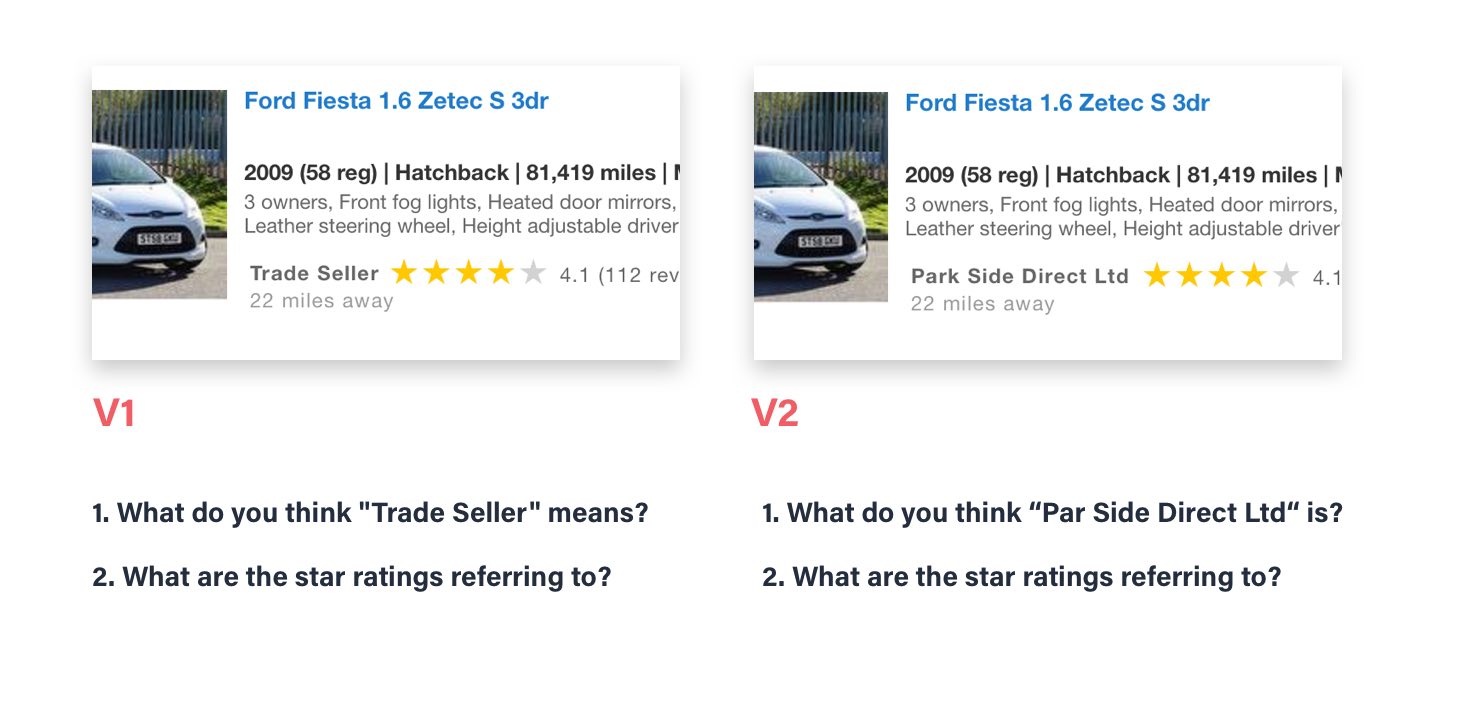 Ford Fiesta 1.6 Zetec S 3dr
2009 (58 reg) | Hatchback | 81,419 miles |
3 owners, Front fog lights, Heated door mirrors,
Leather steering wheel, Height adjustable driver
Trade Seller 4.1 (112 rev
22 miles away
V1
1. What do you think "Trade Seller" means?
2. What are the star ratings referring to?
Ford Fiesta 1.6 Zetec S 3dr
2009 (58 reg) | Hatchback | 81,419 miles |
3 owners, Front fog lights, Heated door mirrors,
Leather steering wheel, Height adjustable driver
Park Side Direct Ltd 4.1
22 miles away
V2
1. What do you think “Par Side Direct Ltd“ is?
2. What are the star ratings referring to?